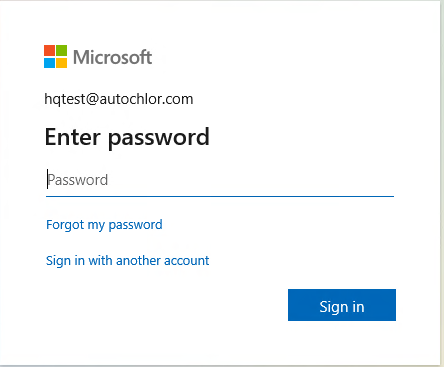 Microsoft
hqtest@autochlor.com
Enter password
Password
Forgot my password
Sign in with another account
Sign in